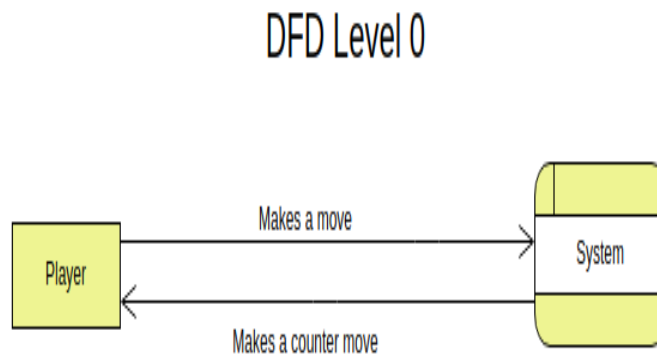 DFD Level 0
Makes a move
Player
System
Makes a counter move